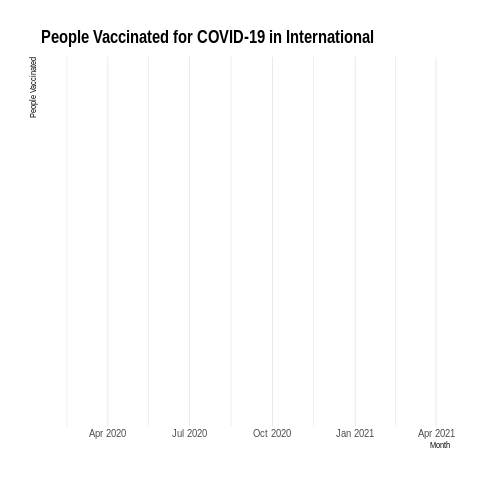 People Vaccinated for COVID-19 in International
People Vaccinated
Apr 2020
Jul 2020
Oct 2020
Jan 2021
Apr 2021
Month